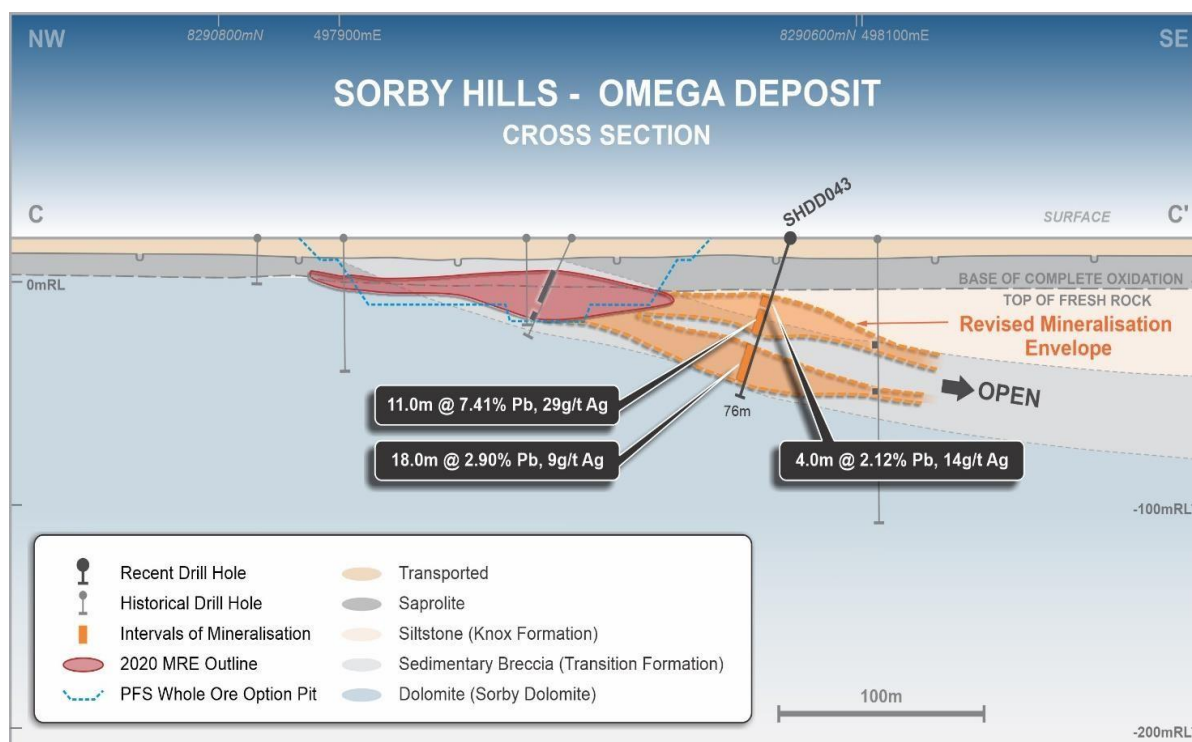 NW
8290800mN
497900mE
8290600mN 498100mE
SE
SORBY HILLS - OMEGA DEPOSIT
CROSS SECTION
C
SHDD043
SURFACE
C'
0mRL
BASE OF COMPLETE OXIDATION
TOP OF FRESH ROCK
Revised Mineralisation
Envelope
OPEN
11.0m @ 7.41% Pb, 29g/t Ag
76m
18.0m @ 2.90% Pb, 9g/t Ag
4.0m @ 2.12% Pb, 14g/t Ag
-100mRL
Recent Drill Hole
Historical Drill Hole
Intervals of Mineralisation
2020 MRE Outline
PFS Whole Ore Option Pit
Transported
Saprolite
Siltstone (Knox Formation)
Sedimentary Breccia (Transition Formation)
Dolomite (Sorby Dolomite)
100m
-200mRL